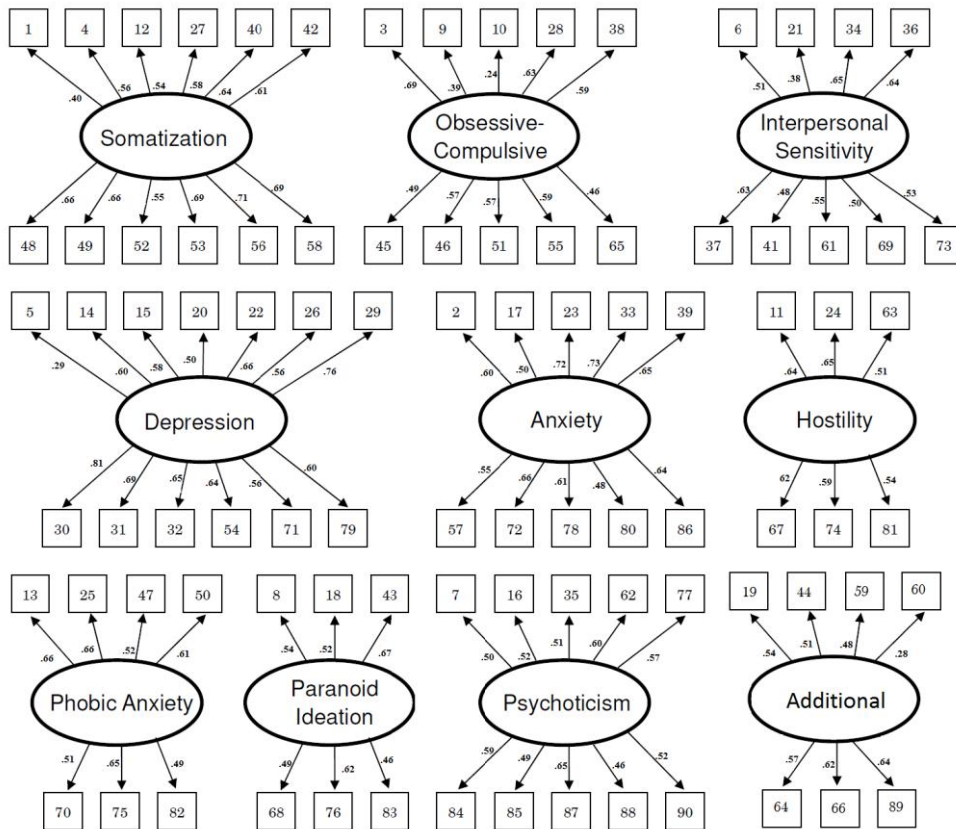 1 4 12 27 40 42
.40 .56 .54 .58 .64 .61
Somatization
.66 .66 .55 .69 .71 .69
48 49 52 53 56 58
3 9 10 28 38
.69 .39 .24 .63 .59
Obsessive-
Compulsive
.49 .57 .57 .59 .46
45 46 51 55 65
6 21 34 36
.51 .38 .65 .64
Interpersonal
Sensitivity
.63 .48 .55 .50 .53
37 41 61 69 73
5 14 15 20 22 26 29
.29 .60 .58 .50 .66 .56 .76
Depression
.81 .69 .65 .64 .56 .60
30 31 32 54 71 79
2 17 23 33 39
.60 .50 .72 .73 .65
Anxiety
.55 .66 .61 .48 .64
57 72 78 80 86
11 24 63
.64 .65 .51
Hostility
62 .59 .54
67 74 81
13 25 47 50
.66 .66 .52 .61
Phobic Anxiety
.51 .65 .49
70 75 82
8 18 43
.54 .52 .67
Paranoid
Ideation
.49 .62 .46
68 76 83
7 16 35 62 77
.50 .52 .51 .60 .57
Psychoticism
.59 .49 .65 .46 .52
84 85 87 88 90
19 44 59 60
.54 .51 .48 .28
Additional
.57 .62 .64
64 66 89